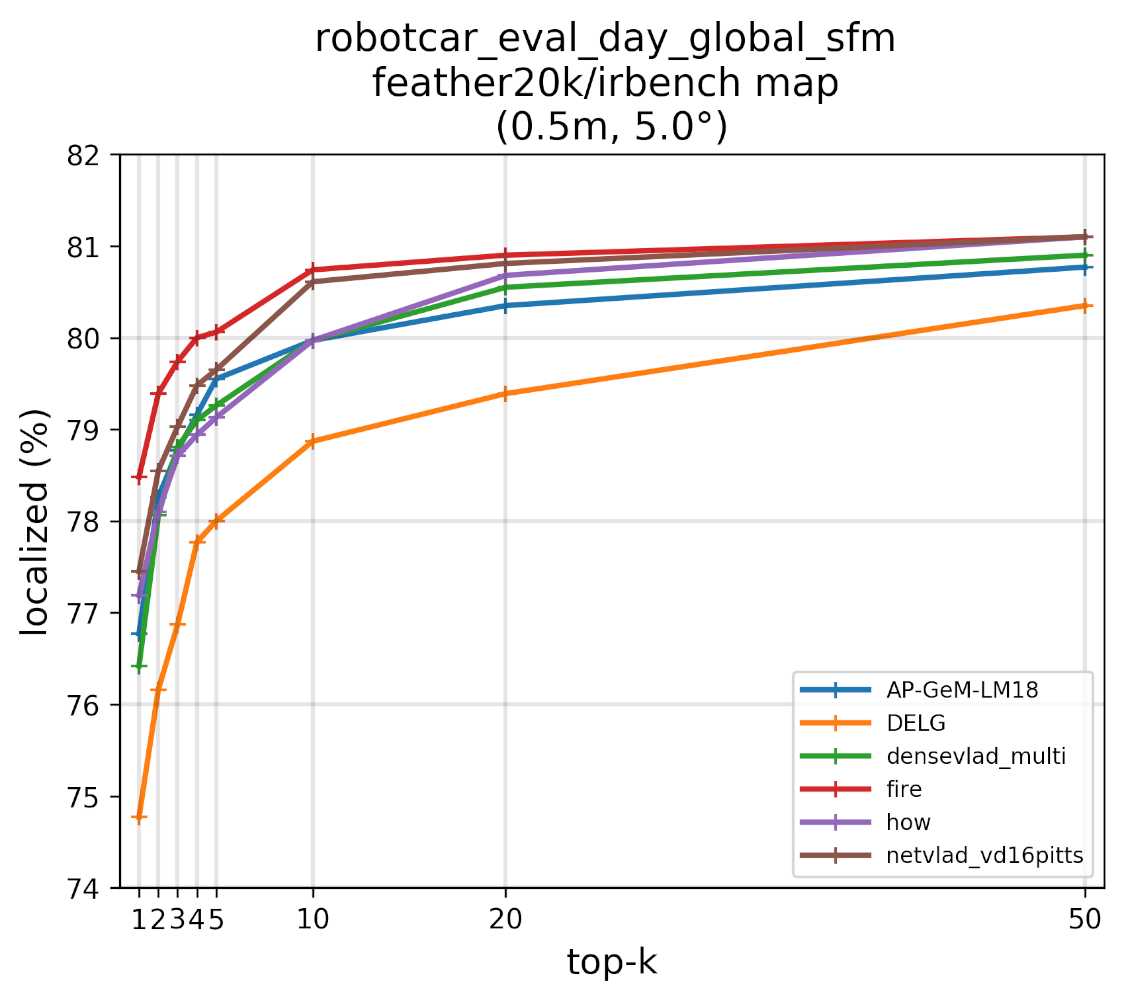 robotcar_eval_day_global_sfm
feather20k/irbench map
(0.5m, 5.0°)
localized (%)
82
81
80
79
78
77
76
75
74
1 2 3 4 5 10 20 50
top-k
AP-GeM-LM18
DELG
densevlad_multi
fire
how
netvlad_vd16pitts